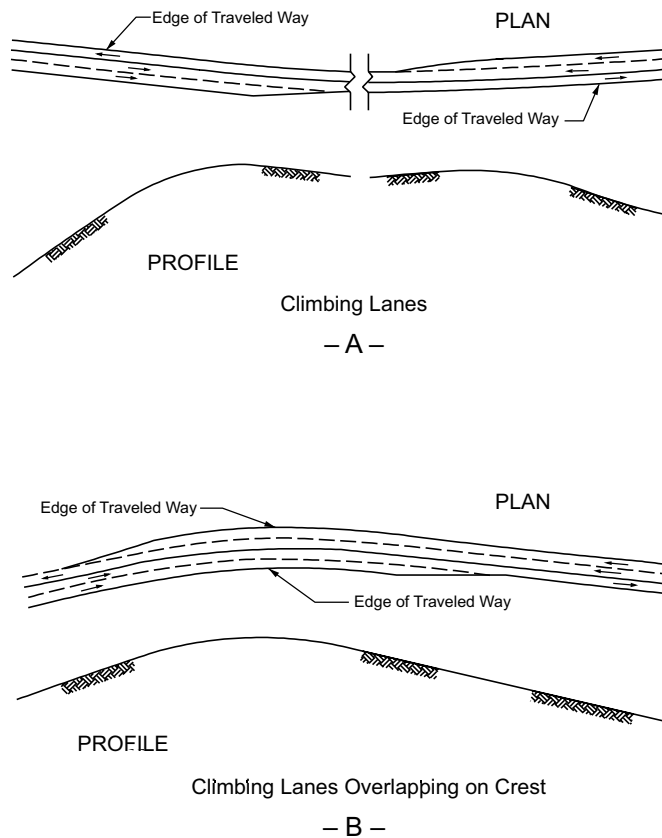 Edge of Traveled Way
PLAN
Edge of Traveled Way
PROFILE
Climbing Lanes
– A –
Edge of Traveled Way
PLAN
Edge of Traveled Way
PROFILE
Climbing Lanes Overlapping on Crest
– B –